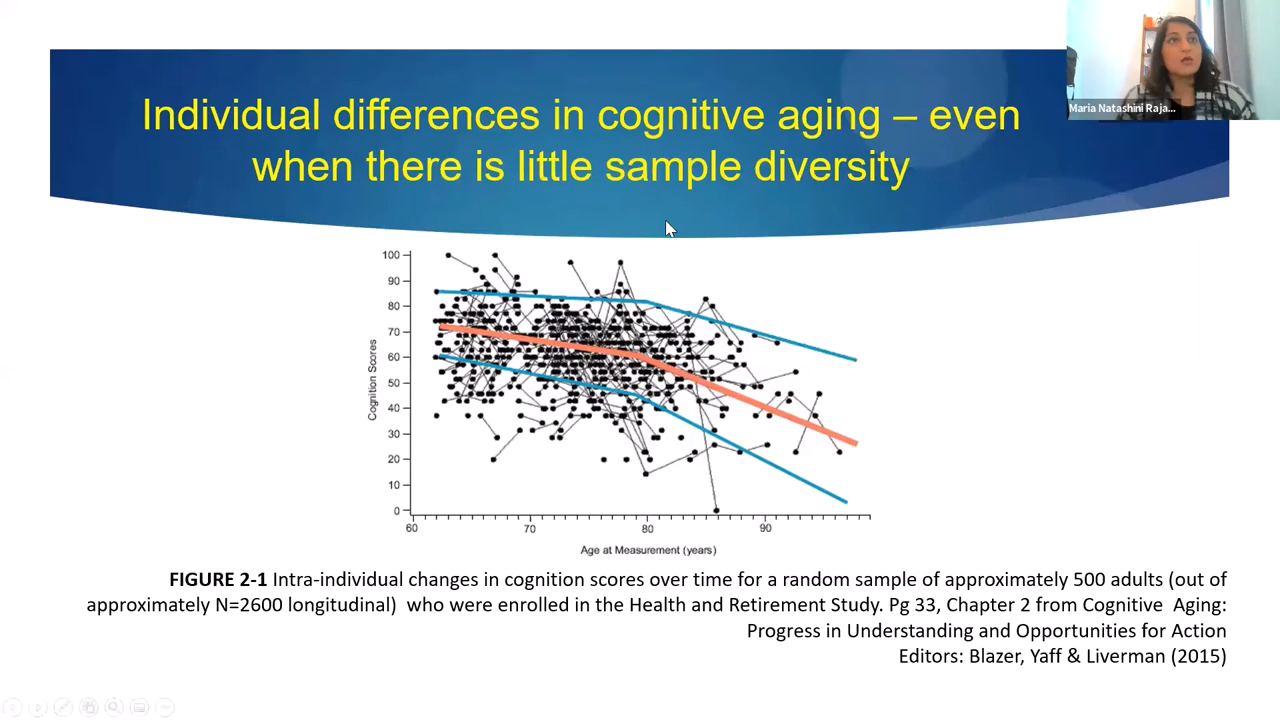 Individual differences in cognitive aging – even
when there is little sample diversity
Maria Natashini Raja...
100
90
80
70
60
50
40
30
20
10
0
Cognition Scores
60 70 80 90
Age at Measurement (years)
FIGURE 2-1 Intra-individual changes in cognition scores over time for a random sample of approximately 500 adults (out of
approximately N=2600 longitudinal) who were enrolled in the Health and Retirement Study. Pg 33, Chapter 2 from Cognitive Aging:
Progress in Understanding and Opportunities for Action
Editors: Blazer, Yaff & Liverman (2015)